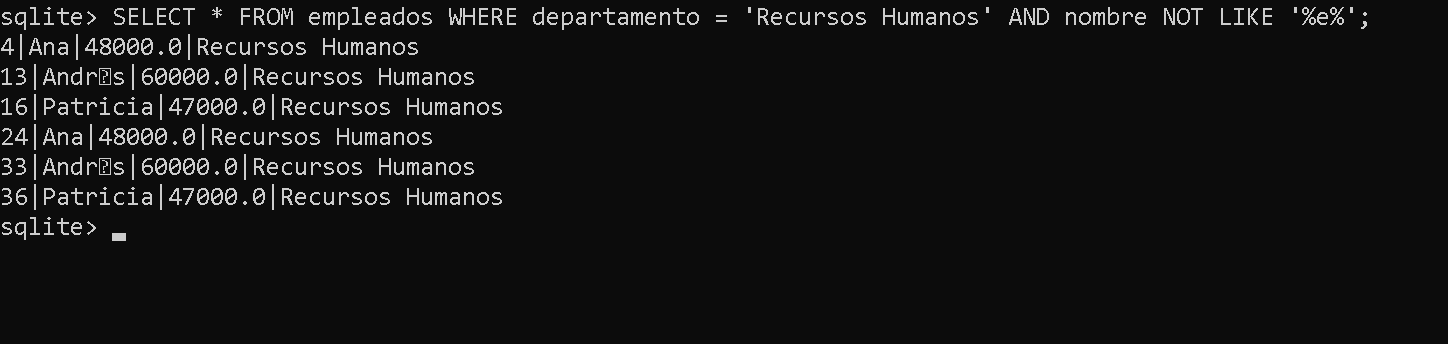 sqlite> SELECT * FROM empleados WHERE departamento = 'Recursos Humanos' AND nombre NOT LIKE '%e%';
4|Ana|48000.0|Recursos Humanos
13|Andr�s|60000.0|Recursos Humanos
16|Patricia|47000.0|Recursos Humanos
24|Ana|48000.0|Recursos Humanos
33|Andr�s|60000.0|Recursos Humanos
36|Patricia|47000.0|Recursos Humanos
sqlite>